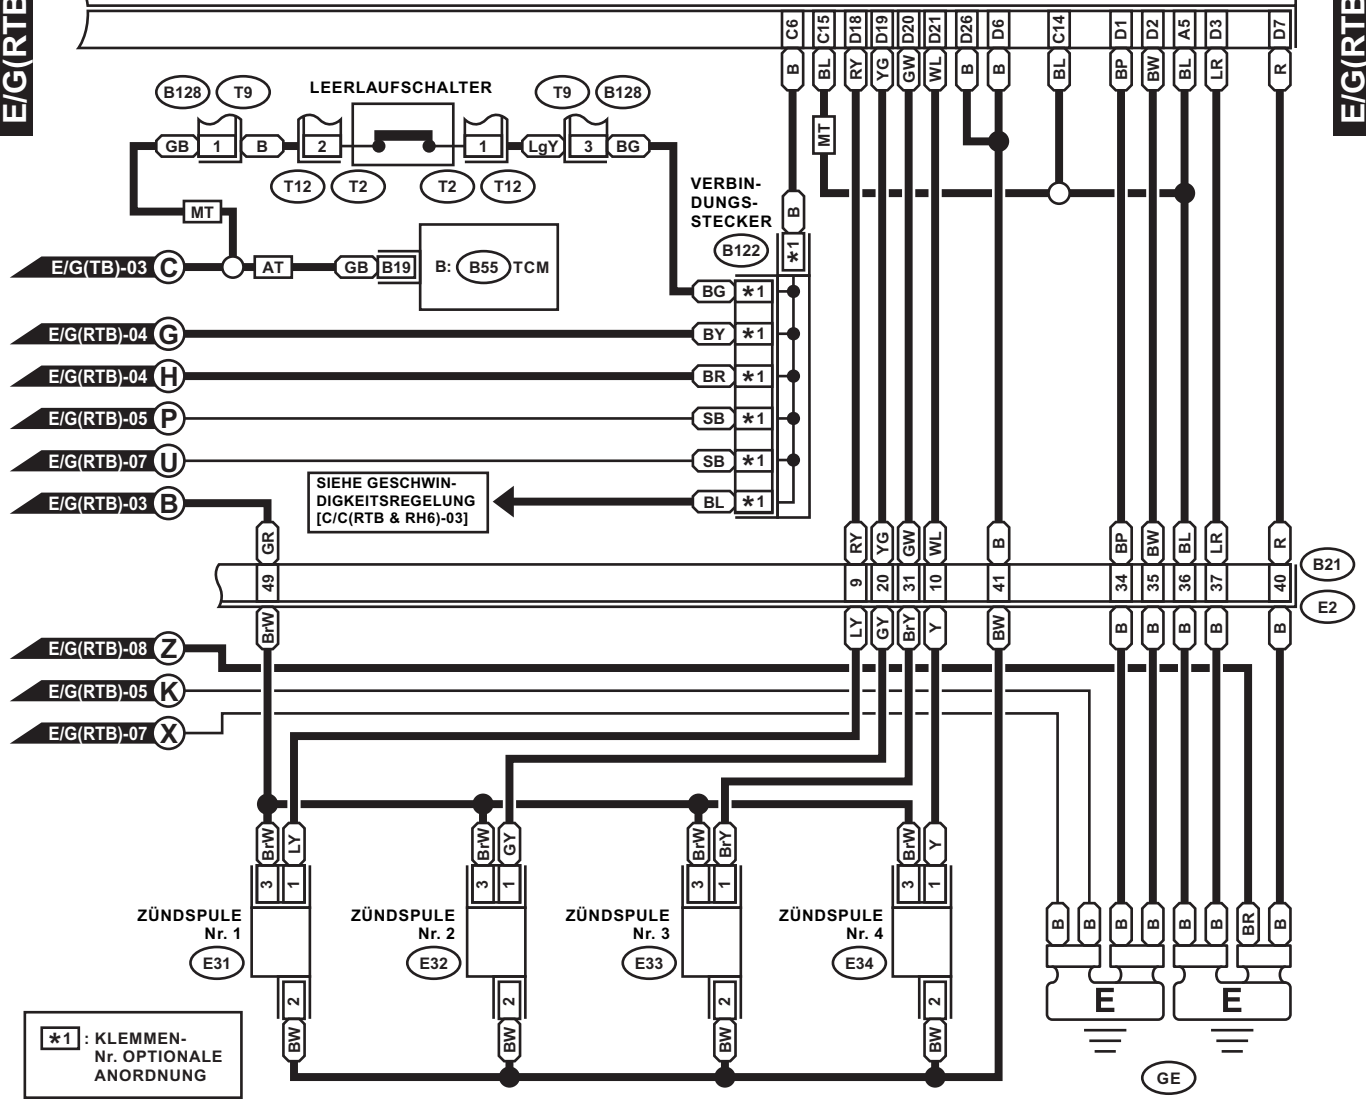 E/G(RTB
E/G(RTB
C6 C15 D18 D19 D20 D21 D26 D6 C14 D1 D2 A5 D3 D7
B BL RY YG GW WL B B BL BP BW BL LR R
B128 T9 LEERLAUFSCHALTER T9 B128
MT
GB 1 B 2 1 LgY 3 BG
T12 T2 T2 T12
VERBIN-
DUNGS-
STECKER
B
MT
B122 *1
E/G(TB)-03 C AT GB B19 B: B55 TCM
BG *1
E/G(RTB)-04 G BY *1
E/G(RTB)-04 H BR *1
E/G(RTB)-05 P SB *1
E/G(RTB)-07 U SB *1
SIEHE GESCHWIN-
DIGKEITSREGELUNG
[C/C(RTB & RH6)-03]
E/G(RTB)-03 B BL *1
GR RY YG GW WL B BP BW BL LR R
B21
49 9 20 31 10 41 34 35 36 37 40
E2
BrW LY GY BrY Y BW B B B B B
E/G(RTB)-08 Z
E/G(RTB)-05 K
E/G(RTB)-07 X
BrW LY BrW GY BrW BrY BrW Y
3 1 3 1 3 1 3 1
ZÜNDSPULE
Nr. 1
E31
ZÜNDSPULE
Nr. 2
E32
ZÜNDSPULE
Nr. 3
E33
ZÜNDSPULE
Nr. 4
E34
B B B B B B BR B
2 2 2 2
E E
BW BW BW BW
*1 : KLEMMEN-
Nr. OPTIONALE
ANORDNUNG
GE